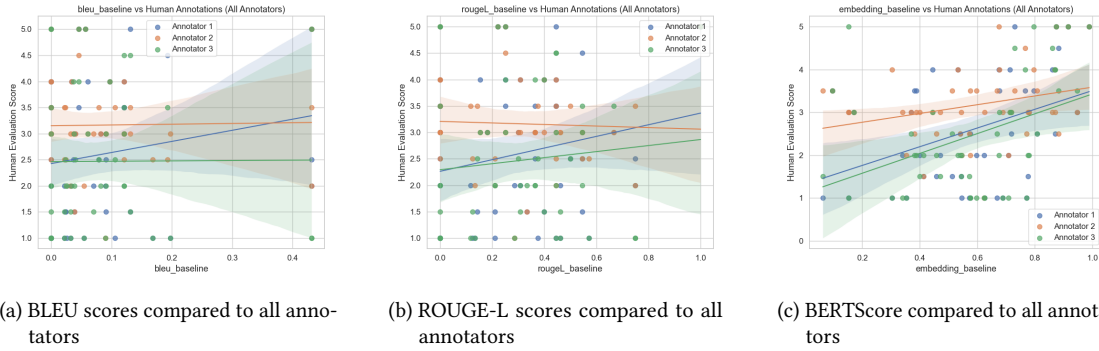 bleu_baseline vs Human Annotations (All Annotators)
Human Evaluation Score
5.0
4.5
4.0
3.5
3.0
2.5
2.0
1.5
1.0
Annotator 1
Annotator 2
Annotator 3
0.0 0.1 0.2 0.3 0.4
bleu_baseline
(a) BLEU scores compared to all anno-
tators
rougeL_baseline vs Human Annotations (All Annotators)
Human Evaluation Score
5.0
4.5
4.0
3.5
3.0
2.5
2.0
1.5
1.0
Annotator 1
Annotator 2
Annotator 3
0.0 0.2 0.4 0.6 0.8 1.0
rougeL_baseline
(b) ROUGE-L scores compared to all
annotators
embedding_baseline vs Human Annotations (All Annotators)
Human Evaluation Score
5
4
3
2
1
0
Annotator 1
Annotator 2
Annotator 3
0.2 0.4 0.6 0.8 1.0
embedding_baseline
(c) BERTScore compared to all annot
tors